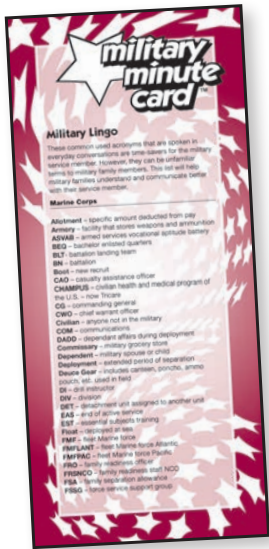 military
minute
card™
Military Lingo
These common used acronyms that are spoken in
everyday conversations are time-savers for the military
service member. However, they can be unfamiliar
terms to military family members. This list will help
military families understand and communicate better
with their service member.
Marine Corps
Allotment – specific amount deducted from pay
Armory – facility that stores weapons and ammunition
ASVAB – armed services vocational aptitude battery
BEQ – bachelor enlisted quarters
BLT- battalion landing team
BN – battalion
Boot – new recruit
CAO – casualty assistance officer
CHAMPUS – civilian health and medical program of
the U.S. – now Tricare
CG – commanding general
CWO – chief warrant officer
Civilian – anyone not in the military
COM – communications
DADD – dependant affairs during deployment
Commissary – military grocery store
Dependent – military spouse or child
Deployment – extended period of separation
Deuce Gear – includes canteen, poncho, ammo
pouch, etc. used in field
DI – drill instructor
DIV – division
DET – detachment unit assigned to another unit
EAS – end of active service
EST – essential subjects training
Float – deployed at sea
FMF – fleet Marine force
FMFLANT – fleet Marine force Atlantic
FMFPAC – fleet Marine force Pacific
FRO – family readiness officer
FRSNCO – family readiness staff NCO
FSA – family separation allowance
FSSG – force service support group